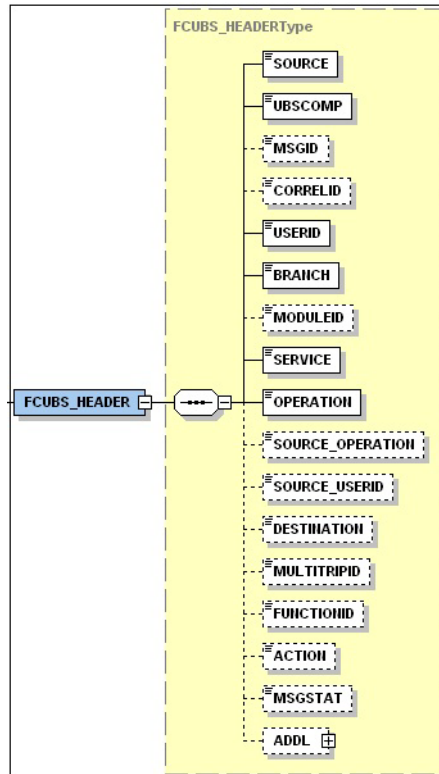 FCUBS_HEADERType
SOURCE
UBSCOMP
MSGID
CORRELID
USERID
BRANCH
MODULEID
SERVICE
FCUBS_HEADER
OPERATION
SOURCE_OPERATION
SOURCE_USERID
DESTINATION
MULTITRIPID
FUNCTIONID
ACTION
MSGSTAT
ADDL